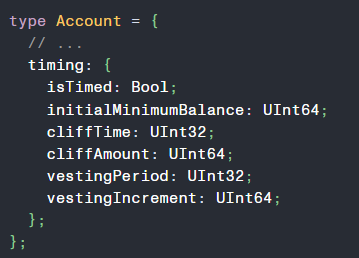 type Account = {
  // ...
  timing: {
    isTimed: Bool;
    initialMinimumBalance: UInt64;
    cliffTime: UInt32;
    cliffAmount: UInt64;
    vestingPeriod: UInt32;
    vestingIncrement: UInt64;
  };
};